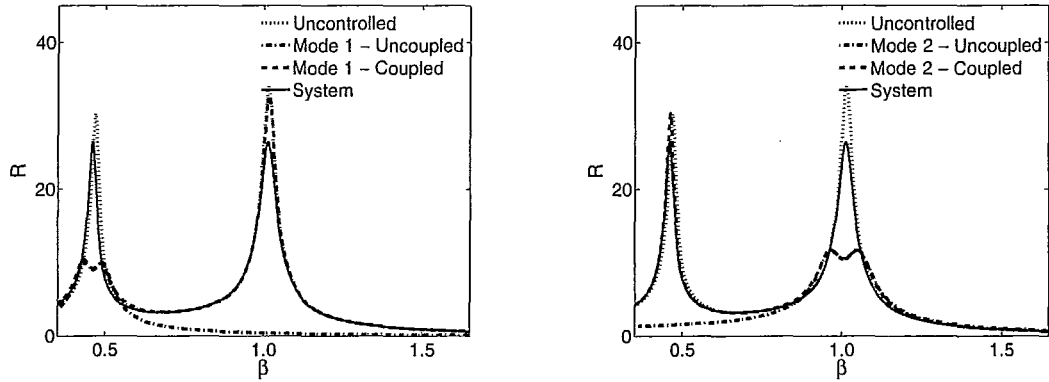 40
20
0
R
0.5
1.0
1.5
β
Uncontrolled
Mode 1 – Uncoupled
Mode 1 – Coupled
System
40
20
0
R
0.5
1.0
1.5
β
Uncontrolled
Mode 2 – Uncoupled
Mode 2 – Coupled
System